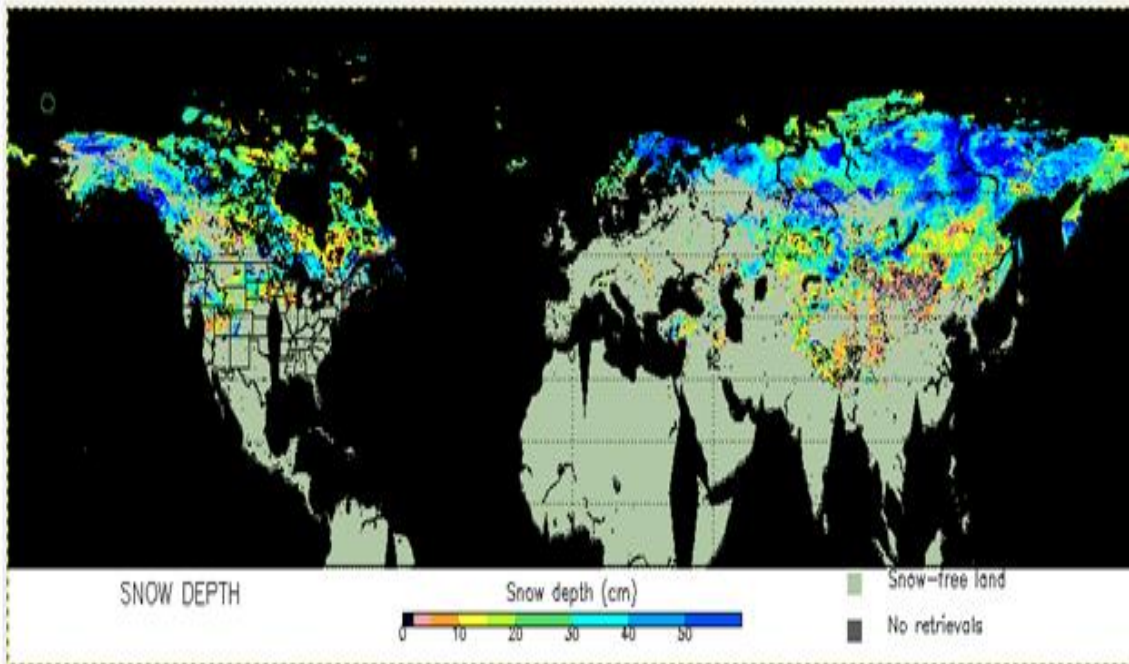 SNOW DEPTH
Snow depth (cm)
0 10 20 30 40 50
Snow-free land
No retrievals